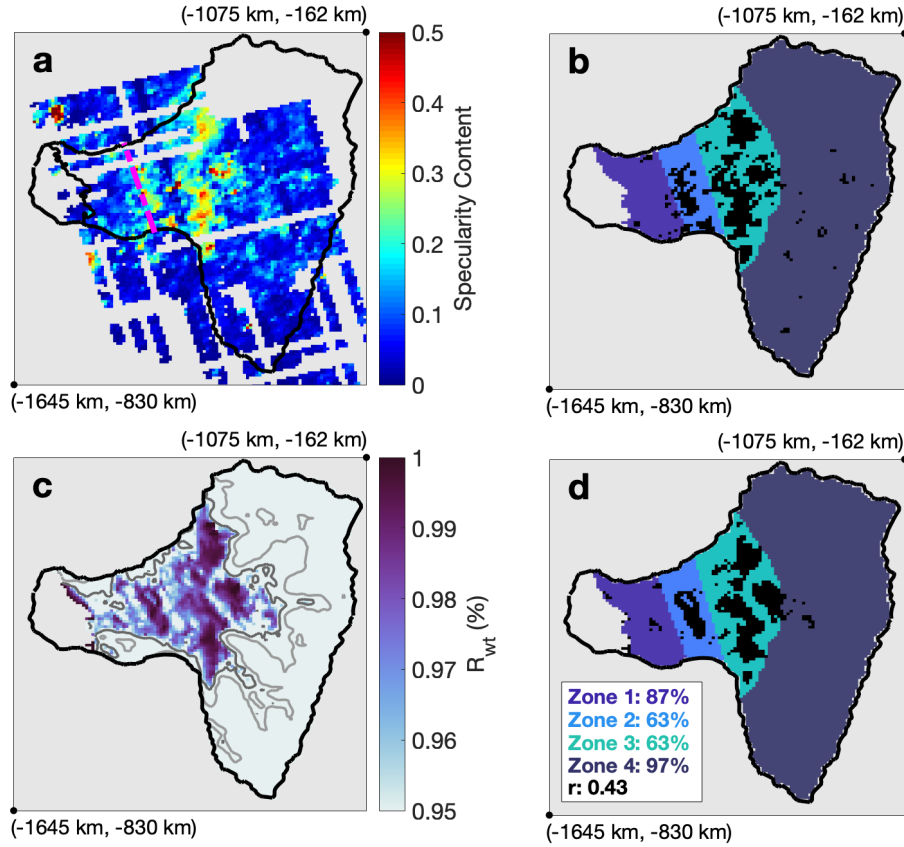 (-1075 km, -162 km)
(-1075 km, -162 km)
a
0.5
0.4
0.3
0.2
0.1
0
Specularity Content
b
(-1645 km, -830 km)
(-1645 km, -830 km)
(-1075 km, -162 km)
(-1075 km, -162 km)
c
1
0.99
0.98
0.97
0.96
0.95
R_wt (%)
d
Zone 1: 87%
Zone 2: 63%
Zone 3: 63%
Zone 4: 97%
r: 0.43
(-1645 km, -830 km)
(-1645 km, -830 km)